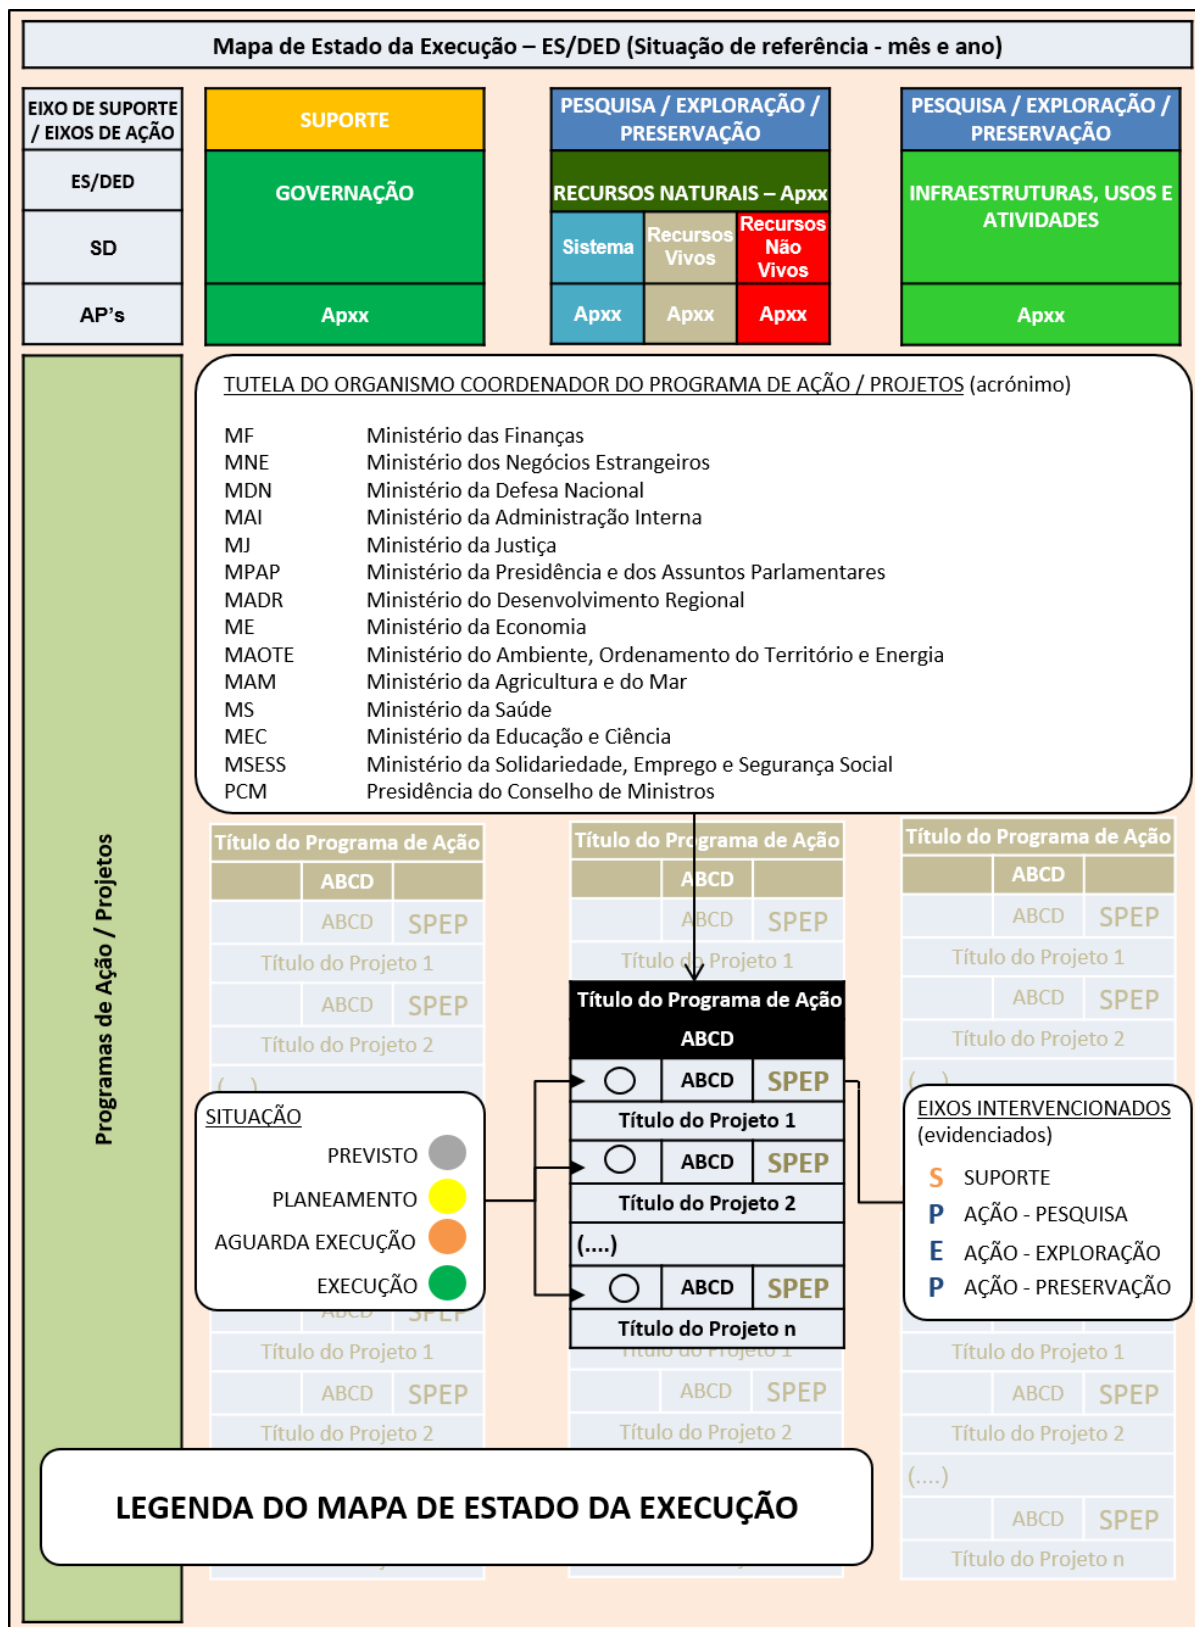 Mapa de Estado da Execução – ES/DED (Situação de referência - mês e ano)
EIXO DE SUPORTE
/ EIXOS DE AÇÃO
SUPORTE
PESQUISA / EXPLORAÇÃO /
PRESERVAÇÃO
PESQUISA / EXPLORAÇÃO /
PRESERVAÇÃO
ES/DED
GOVERNAÇÃO
RECURSOS NATURAIS – Apxx
INFRAESTRUTURAS, USOS E
ATIVIDADES
SD
Sistema
Recursos
Vivos
Recursos
Não
Vivos
AP's
Apxx
Apxx
Apxx
Apxx
Apxx
Programas de Ação / Projetos
TUTELA DO ORGANISMO COORDENADOR DO PROGRAMA DE AÇÃO / PROJETOS (acrónimo)
MF Ministério das Finanças
MNE Ministério dos Negócios Estrangeiros
MDN Ministério da Defesa Nacional
MAI Ministério da Administração Interna
MJ Ministério da Justiça
MPAP Ministério da Presidência e dos Assuntos Parlamentares
MADR Ministério do Desenvolvimento Regional
ME Ministério da Economia
MAOTE Ministério do Ambiente, Ordenamento do Território e Energia
MAM Ministério da Agricultura e do Mar
MS Ministério da Saúde
MEC Ministério da Educação e Ciência
MSESS Ministério da Solidariedade, Emprego e Segurança Social
PCM Presidência do Conselho de Ministros
Título do Programa de Ação
ABCD
ABCD SPEP
Título do Projeto 1
ABCD SPEP
Título do Projeto 2
(....)
Título do Programa de Ação
ABCD
ABCD SPEP
Título do Projeto 1
Título do Programa de Ação
ABCD
ABCD SPEP
Título do Projeto 1
ABCD SPEP
Título do Projeto 2
Título do Programa de Ação
ABCD
ABCD SPEP
Título do Projeto 1
ABCD SPEP
Título do Projeto 2
(....)
ABCD SPEP
Título do Projeto n
SITUAÇÃO
PREVISTO
PLANEAMENTO
AGUARDA EXECUÇÃO
EXECUÇÃO
EIXOS INTERVENCIONADOS
(evidenciados)
S SUPORTE
P AÇÃO - PESQUISA
E AÇÃO - EXPLORAÇÃO
P AÇÃO - PRESERVAÇÃO
ABCD SPEP
Título do Projeto 1
ABCD SPEP
Título do Projeto 2
Título do Projeto 1
ABCD SPEP
Título do Projeto 2
Título do Projeto 1
ABCD SPEP
Título do Projeto 2
(....)
ABCD SPEP
Título do Projeto n
LEGENDA DO MAPA DE ESTADO DA EXECUÇÃO